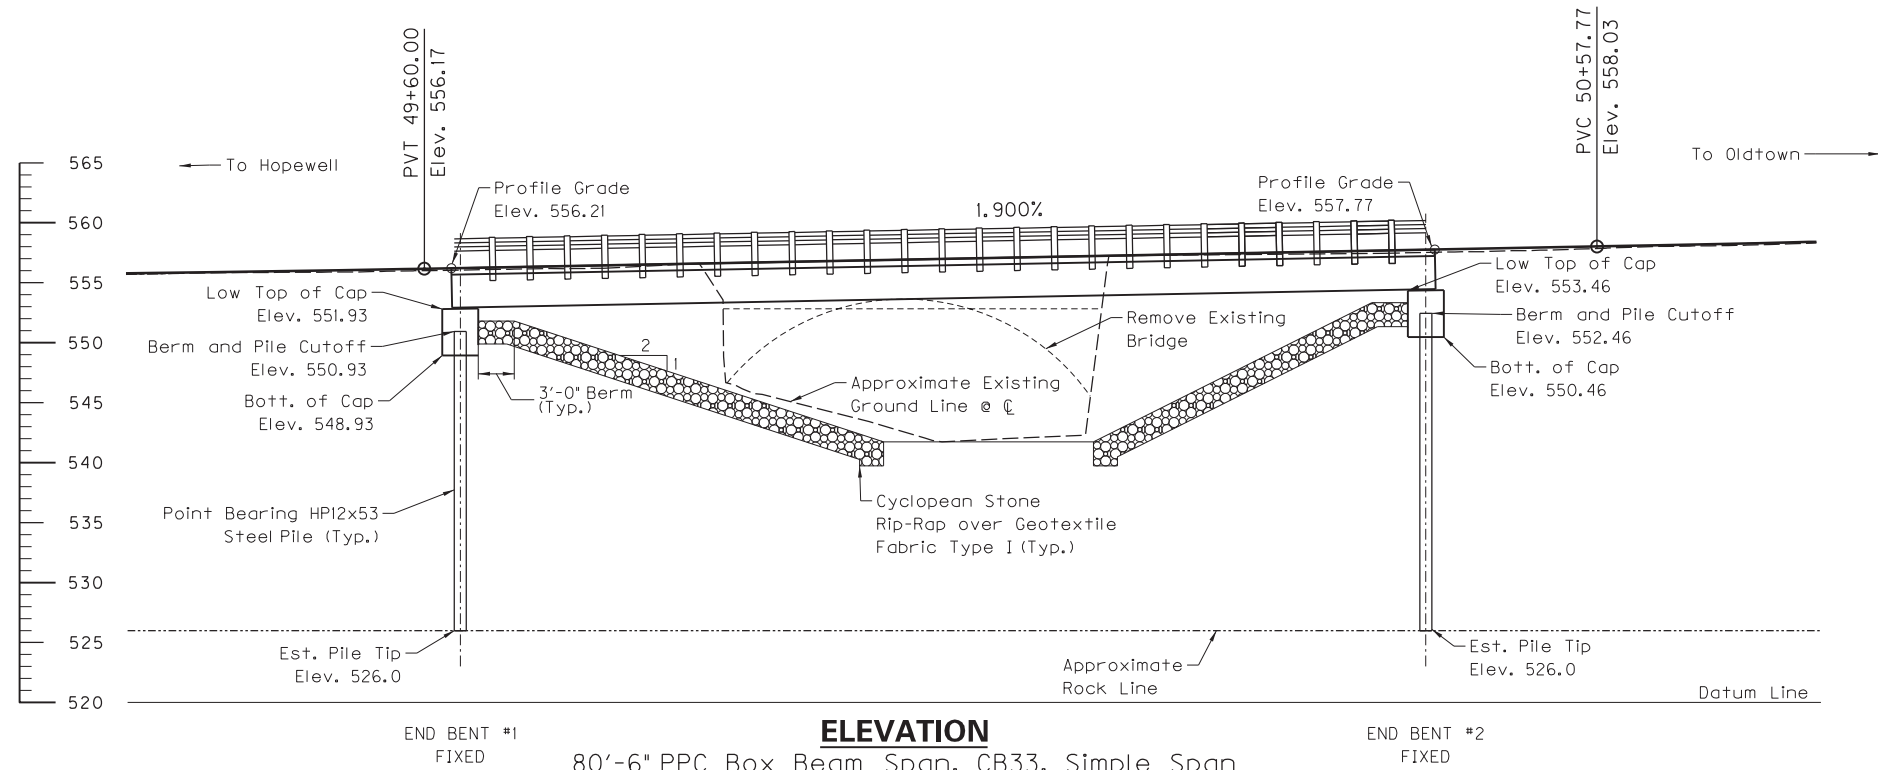 PVT 49+60.00
Elev. 556.17
PVC 50+57.77
Elev. 558.03
565
560
555
550
545
540
535
530
525
520
To Hopewell
To Oldtown
Profile Grade
Elev. 556.21
1.900%
Profile Grade
Elev. 557.77
Low Top of Cap
Elev. 551.93
Berm and Pile Cutoff
Elev. 550.93
Bott. of Cap
Elev. 548.93
2
1
3'-0" Berm
(Typ.)
Approximate Existing
Ground Line @ ℄
Remove Existing
Bridge
Low Top of Cap
Elev. 553.46
Berm and Pile Cutoff
Elev. 552.46
Bott. of Cap
Elev. 550.46
Point Bearing HP12x53
Steel Pile (Typ.)
Cyclopean Stone
Rip-Rap over Geotextile
Fabric Type I (Typ.)
Est. Pile Tip
Elev. 526.0
Approximate
Rock Line
Est. Pile Tip
Elev. 526.0
Datum Line
END BENT #1
FIXED
ELEVATION
END BENT #2
FIXED
80'-6" PPC Box Beam Span, CB33, Simple Span